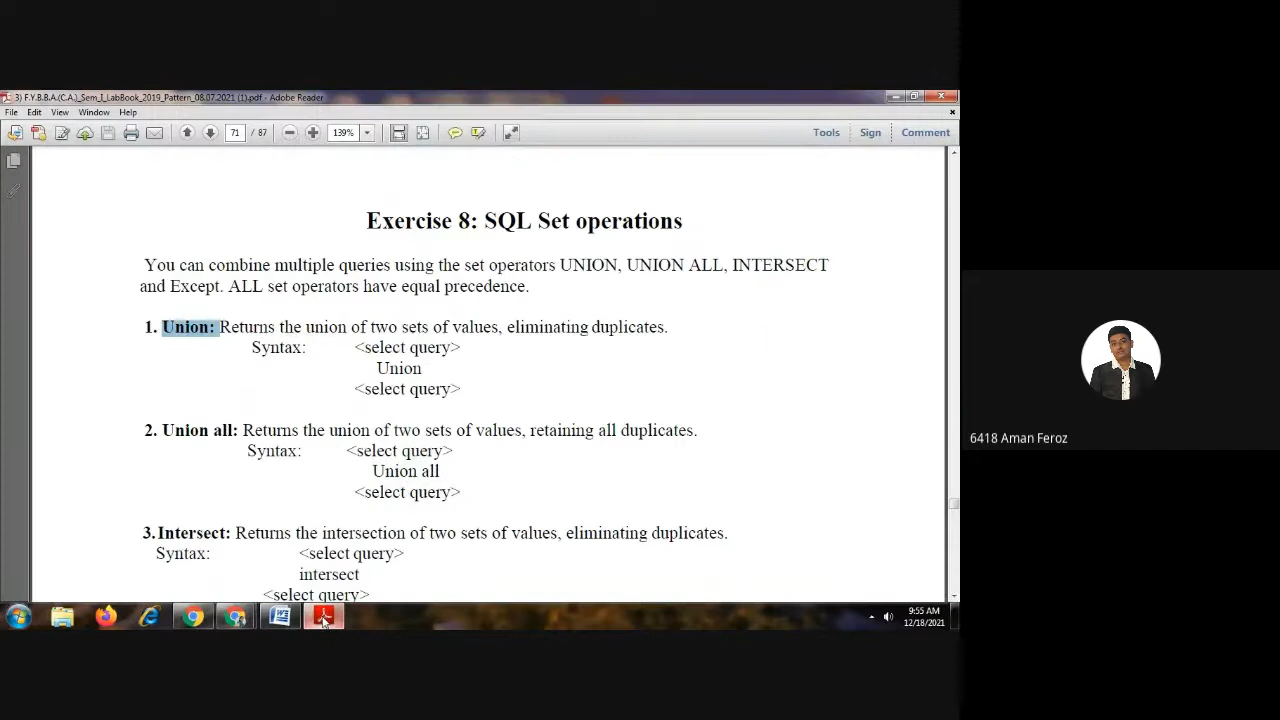 3) F.Y.B.B.A.(C.A.)_Sem_I_LabBook_2019_Pattern_08.07.2021 (1).pdf - Adobe Reader
File Edit View Window Help
71 / 87 139% Tools Sign Comment
Exercise 8: SQL Set operations
You can combine multiple queries using the set operators UNION, UNION ALL, INTERSECT
and Except. ALL set operators have equal precedence.
1. Union: Returns the union of two sets of values, eliminating duplicates.
Syntax: <select query>
Union
<select query>
2. Union all: Returns the union of two sets of values, retaining all duplicates.
Syntax: <select query>
Union all
<select query>
3. Intersect: Returns the intersection of two sets of values, eliminating duplicates.
Syntax: <select query>
intersect
<select query>
6418 Aman Feroz
9:55 AM
12/18/2021